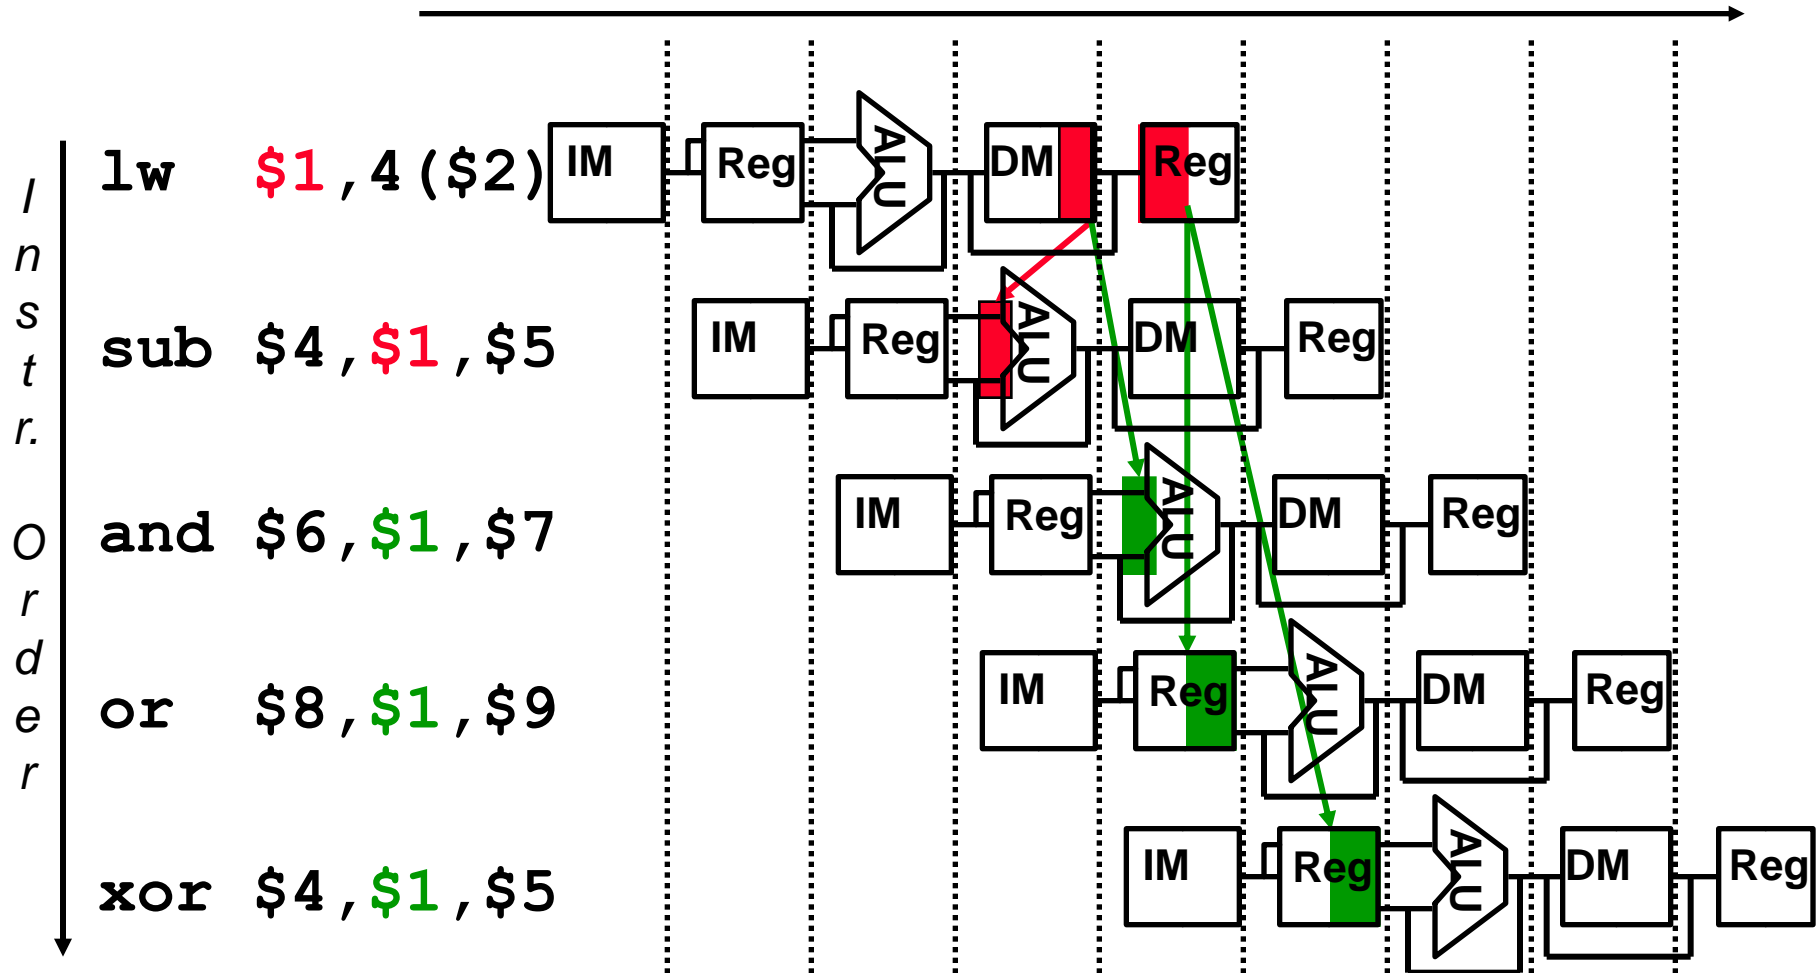 Instr. Order
lw $1,4($2) IM Reg ALU DM Reg
sub $4,$1,$5 IM Reg ALU DM Reg
and $6,$1,$7 IM Reg ALU DM Reg
or $8,$1,$9 IM Reg ALU DM Reg
xor $4,$1,$5 IM Reg ALU DM Reg